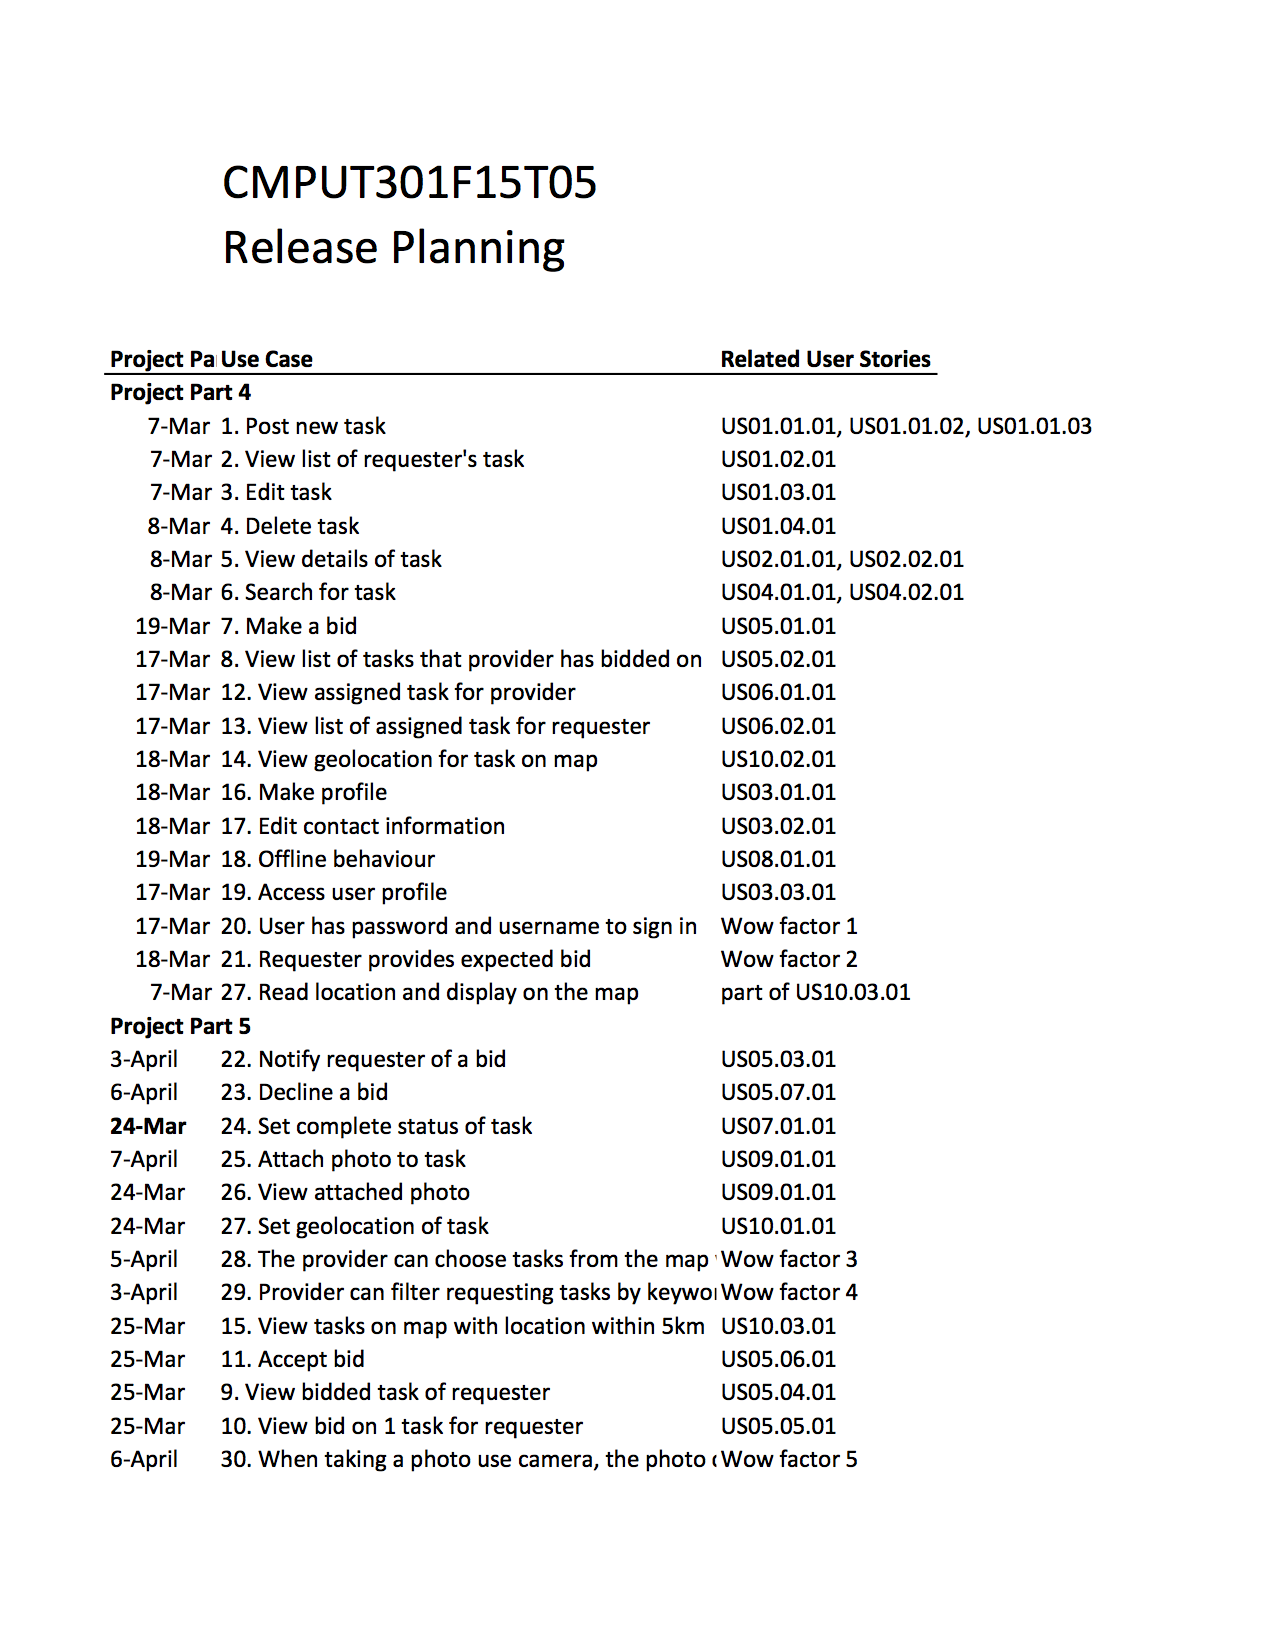 CMPUT301F15T05
Release Planning
Project Pa Use Case Related User Stories
Project Part 4
7-Mar 1. Post new task US01.01.01, US01.01.02, US01.01.03
7-Mar 2. View list of requester's task US01.02.01
7-Mar 3. Edit task US01.03.01
8-Mar 4. Delete task US01.04.01
8-Mar 5. View details of task US02.01.01, US02.02.01
8-Mar 6. Search for task US04.01.01, US04.02.01
19-Mar 7. Make a bid US05.01.01
17-Mar 8. View list of tasks that provider has bidded on US05.02.01
17-Mar 12. View assigned task for provider US06.01.01
17-Mar 13. View list of assigned task for requester US06.02.01
18-Mar 14. View geolocation for task on map US10.02.01
18-Mar 16. Make profile US03.01.01
18-Mar 17. Edit contact information US03.02.01
19-Mar 18. Offline behaviour US08.01.01
17-Mar 19. Access user profile US03.03.01
17-Mar 20. User has password and username to sign in Wow factor 1
18-Mar 21. Requester provides expected bid Wow factor 2
7-Mar 27. Read location and display on the map part of US10.03.01
Project Part 5
3-April 22. Notify requester of a bid US05.03.01
6-April 23. Decline a bid US05.07.01
24-Mar 24. Set complete status of task US07.01.01
7-April 25. Attach photo to task US09.01.01
24-Mar 26. View attached photo US09.01.01
24-Mar 27. Set geolocation of task US10.01.01
5-April 28. The provider can choose tasks from the map Wow factor 3
3-April 29. Provider can filter requesting tasks by keywo Wow factor 4
25-Mar 15. View tasks on map with location within 5km US10.03.01
25-Mar 11. Accept bid US05.06.01
25-Mar 9. View bidded task of requester US05.04.01
25-Mar 10. View bid on 1 task for requester US05.05.01
6-April 30. When taking a photo use camera, the photo Wow factor 5